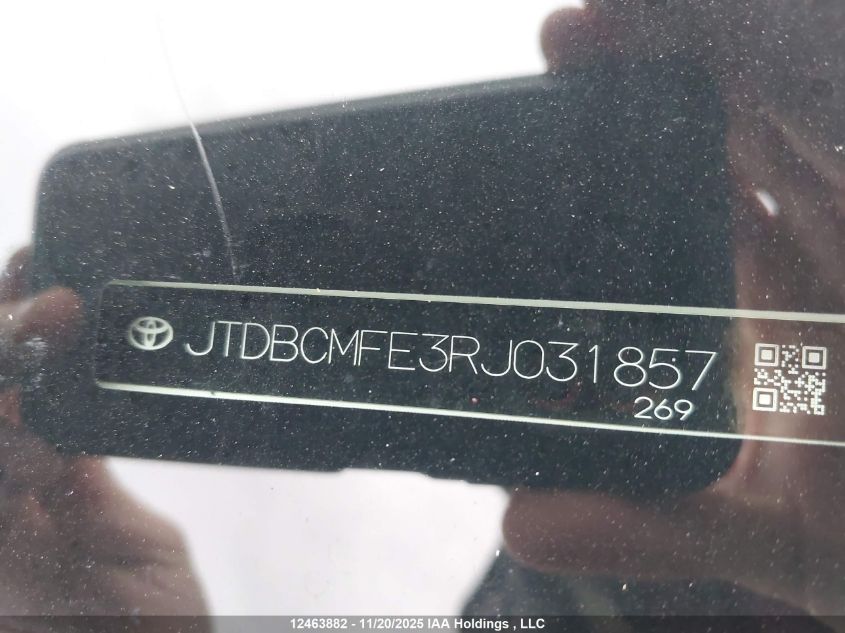 JTDBCMFE3RJ031857
269
12463882 - 11/20/2025 IAA Holdings , LLC